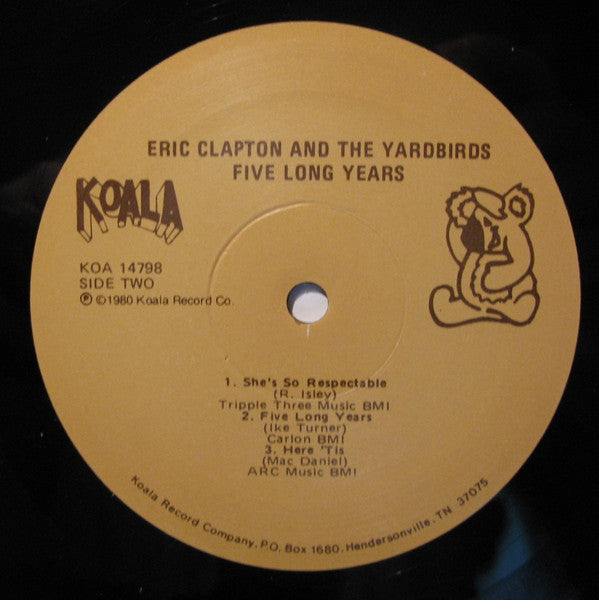 ERIC CLAPTON AND THE YARDBIRDS
FIVE LONG YEARS
KOALA
KOA 14798
SIDE TWO
℗ ©1980 Koala Record Co.
1. She's So Respectable
(R. Isley)
Tripple Three Music BMI
2. Five Long Years
(Ike Turner)
Carlon BMI
3. Here 'Tis
(Mac Daniel)
ARC Music BMI
Koala Record Company, P.O. Box 1680, Hendersonville, TN 37075